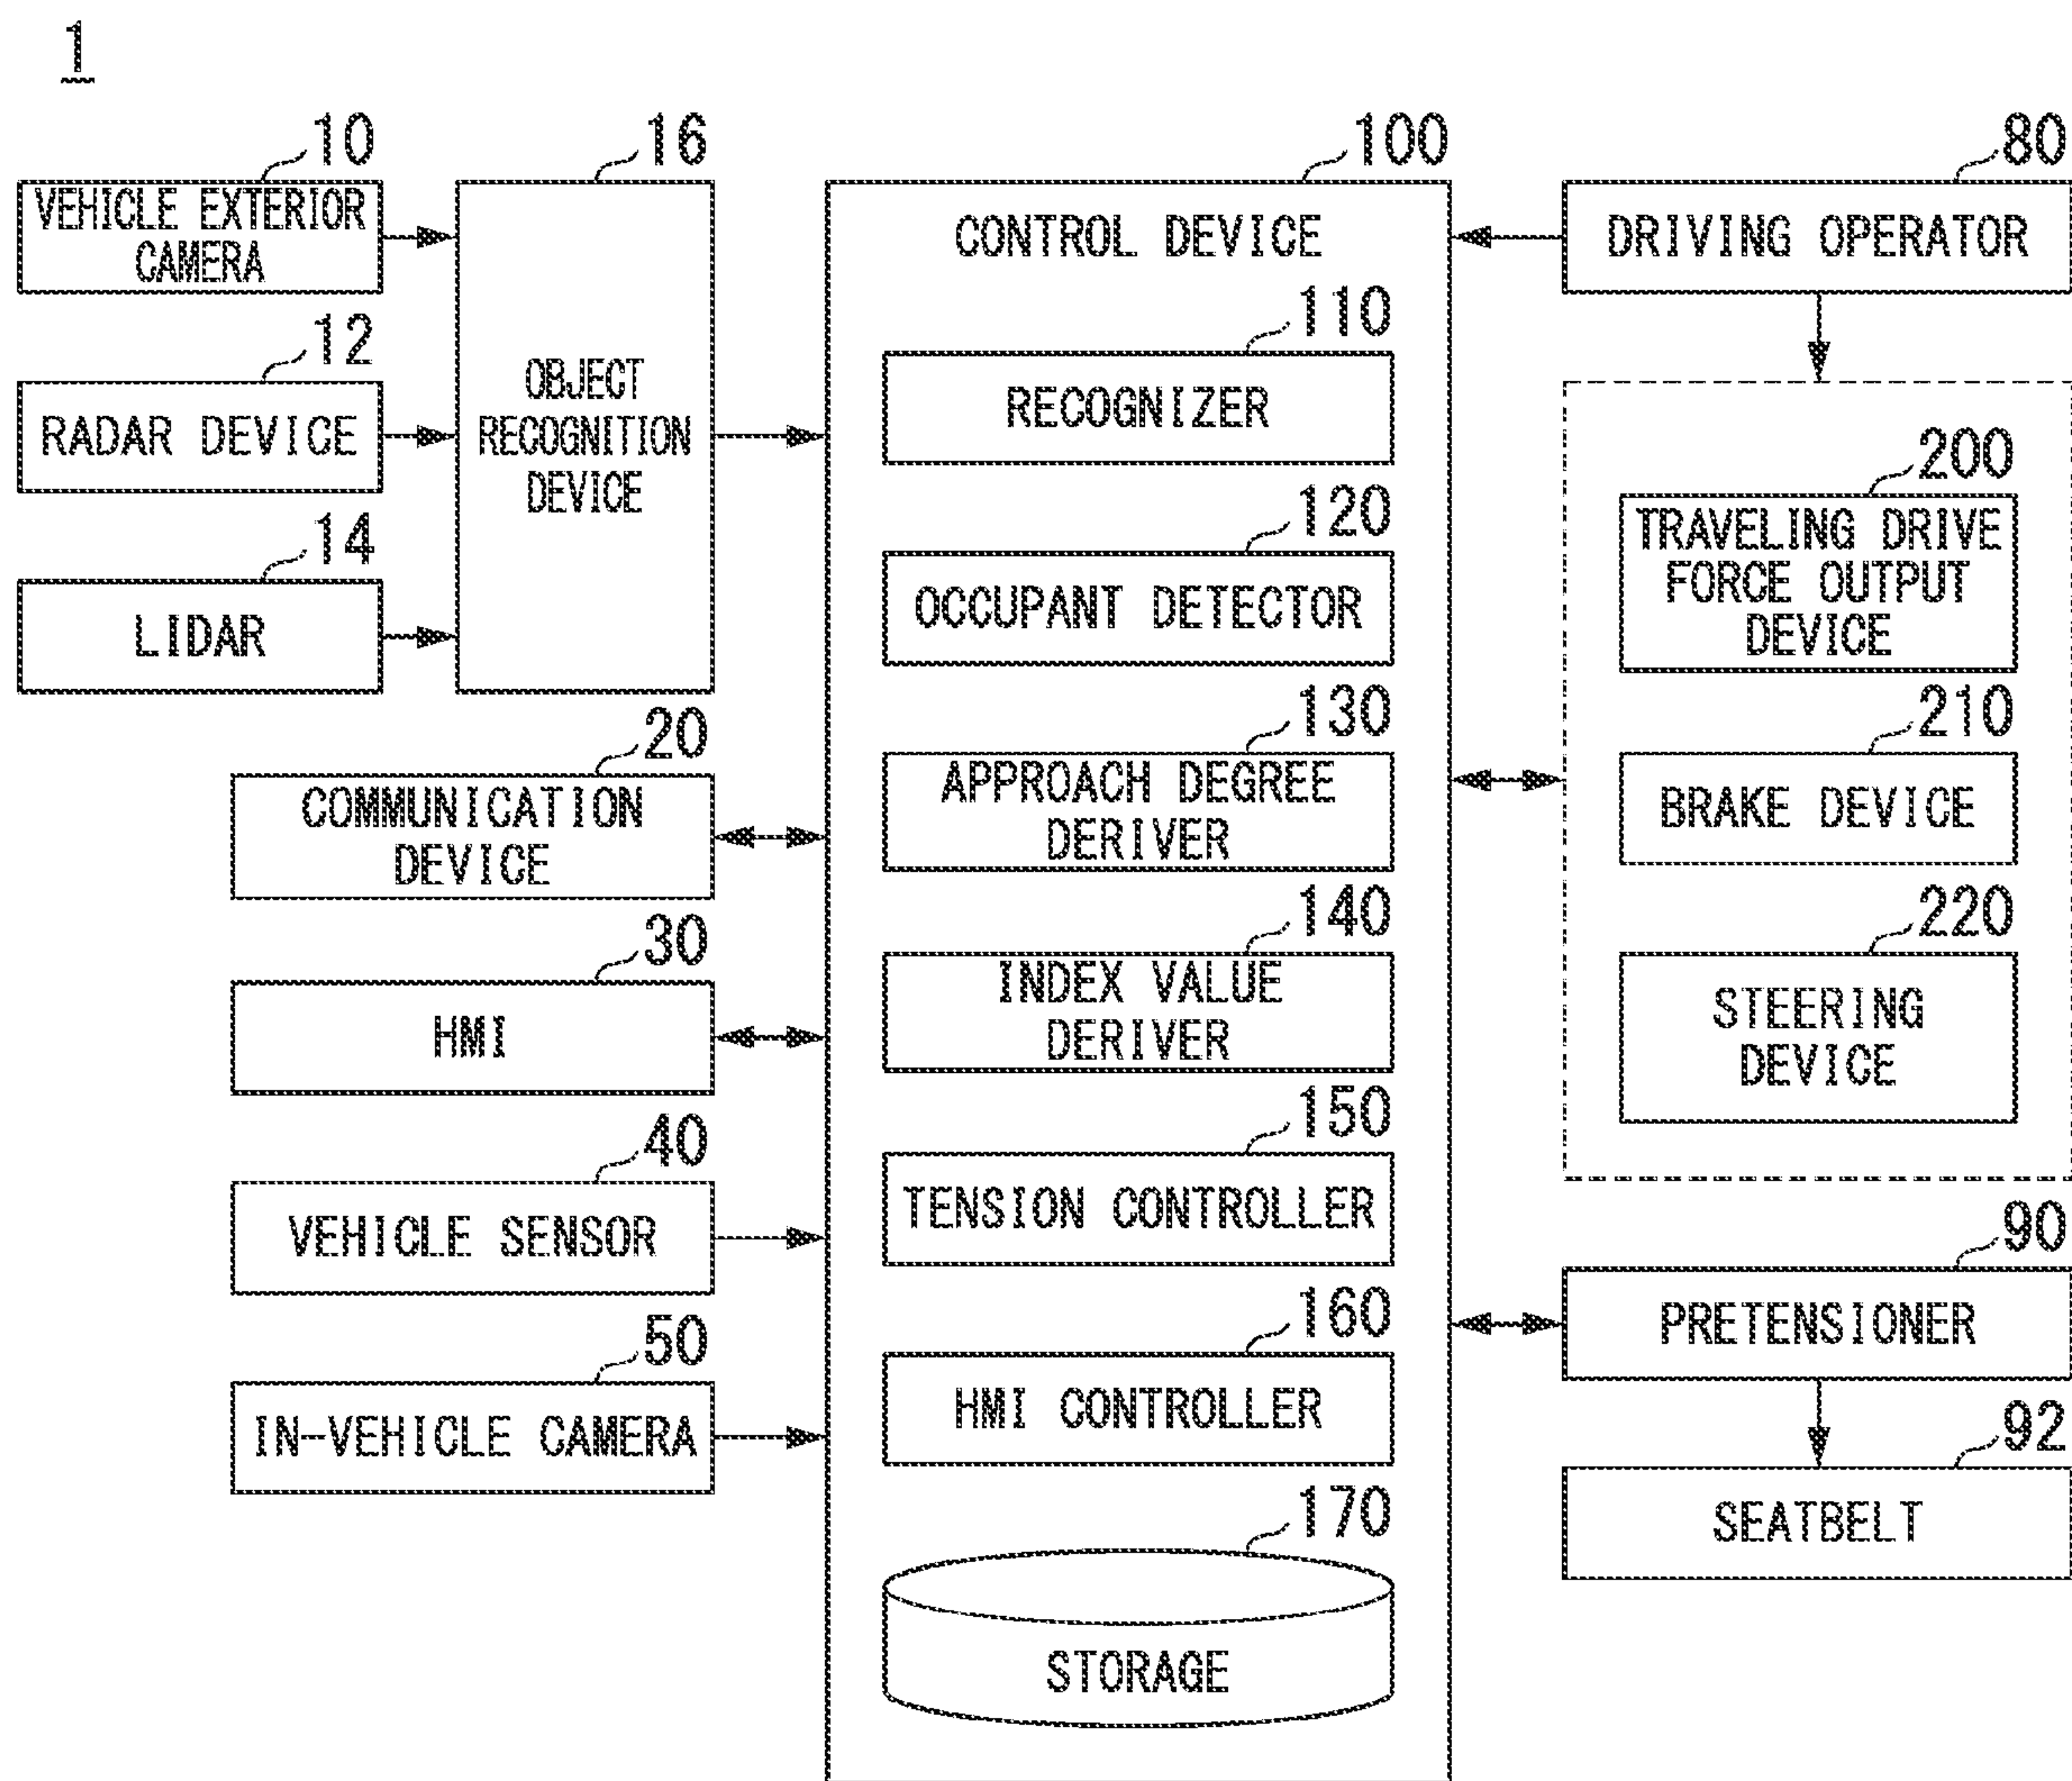 1
10
VEHICLE EXTERIOR
CAMERA
12
RADAR DEVICE
14
LIDAR
16
OBJECT
RECOGNITION
DEVICE
20
COMMUNICATION
DEVICE
30
HMI
40
VEHICLE SENSOR
50
IN-VEHICLE CAMERA
100
CONTROL DEVICE
110
RECOGNIZER
120
OCCUPANT DETECTOR
130
APPROACH DEGREE
DERIVER
140
INDEX VALUE
DERIVER
150
TENSION CONTROLLER
160
HMI CONTROLLER
170
STORAGE
80
DRIVING OPERATOR
200
TRAVELING DRIVE
FORCE OUTPUT
DEVICE
210
BRAKE DEVICE
220
STEERING
DEVICE
90
PRETENSIONER
92
SEATBELT